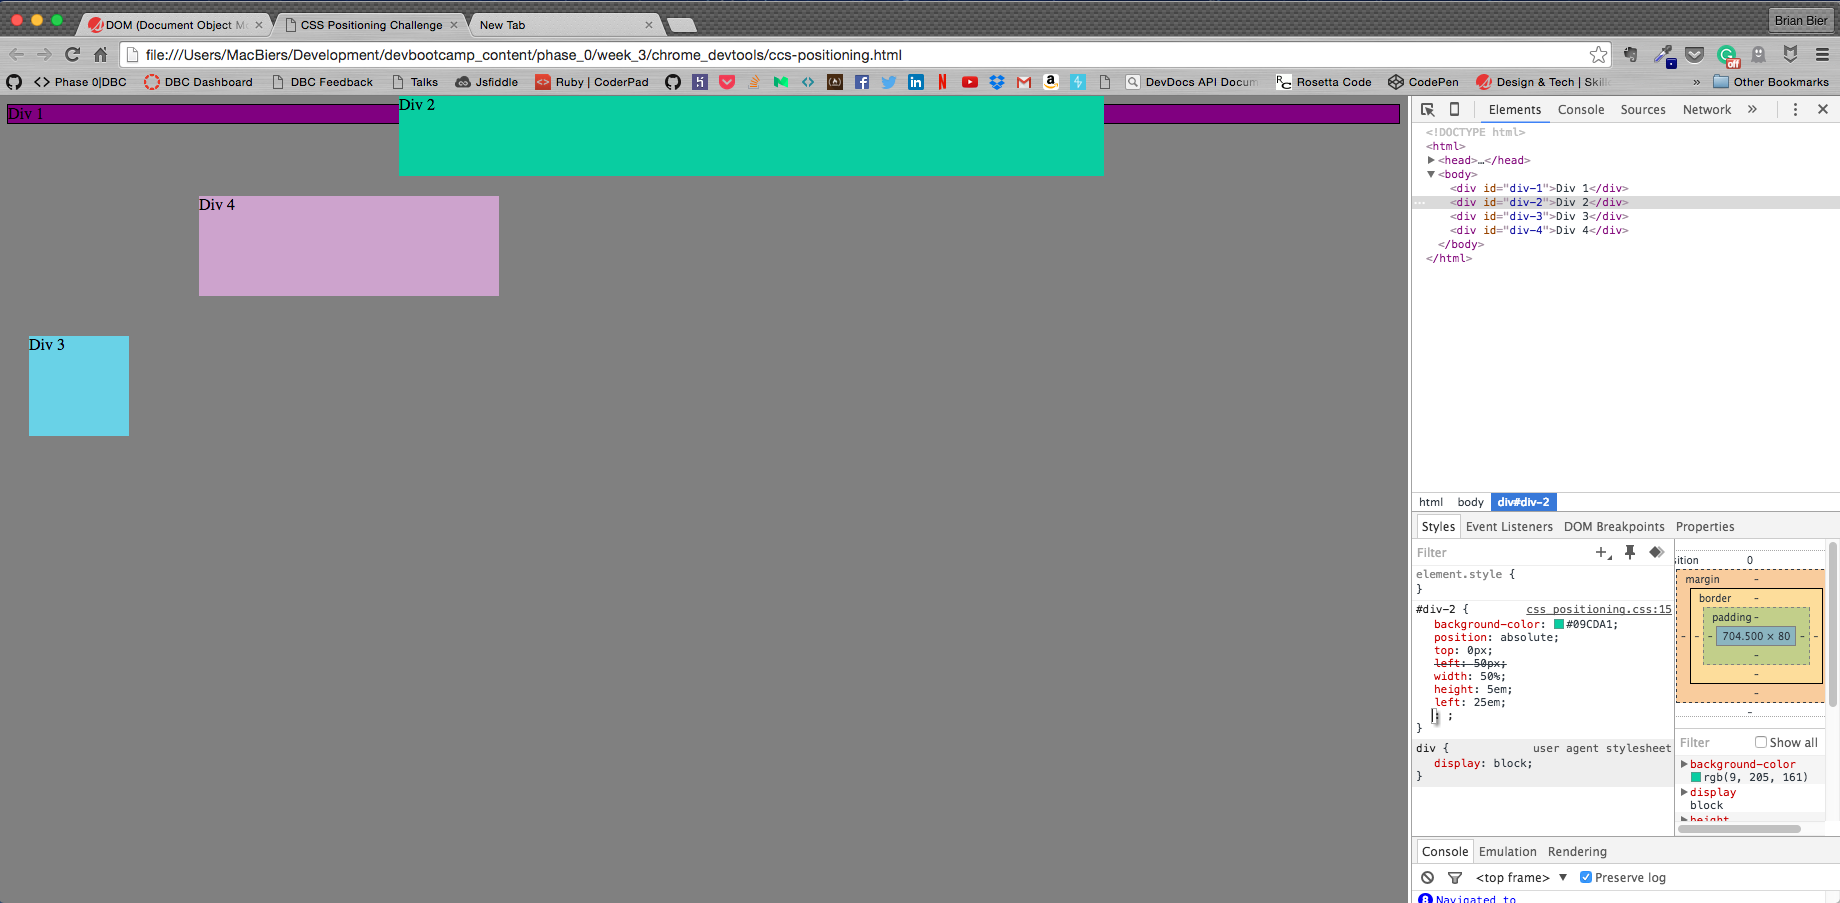 DOM (Document Object Mo
CSS Positioning Challenge
New Tab
Brian Bier
file:///Users/MacBiers/Development/devbootcamp_content/phase_0/week_3/chrome_devtools/ccs-positioning.html
off
<> Phase 0|DBC
DBC Dashboard
DBC Feedback
Talks
Jsfiddle
Ruby | CoderPad
DevDocs API Docum
Rosetta Code
CodePen
Design & Tech | Skille
»
Other Bookmarks
Div 1
Div 2
Div 4
Div 3
Elements Console Sources Network »
<!DOCTYPE html>
<html>
<head>…</head>
<body>
<div id="div-1">Div 1</div>
<div id="div-2">Div 2</div>
<div id="div-3">Div 3</div>
<div id="div-4">Div 4</div>
</body>
</html>
html body div#div-2
Styles Event Listeners DOM Breakpoints Properties
Filter
element.style {
}
#div-2 { css_positioning.css:15
background-color: #09CDA1;
position: absolute;
top: 0px;
left: 50px;
width: 50%;
height: 5em;
left: 25em;
: ;
}
div { user agent stylesheet
display: block;
}
ition 0
margin -
border -
padding -
- - - 704.500 × 80 - - -
-
-
-
-
Filter Show all
background-color
rgb(9, 205, 161)
display
block
height
Console Emulation Rendering
<top frame> ▼ Preserve log
Navigated to